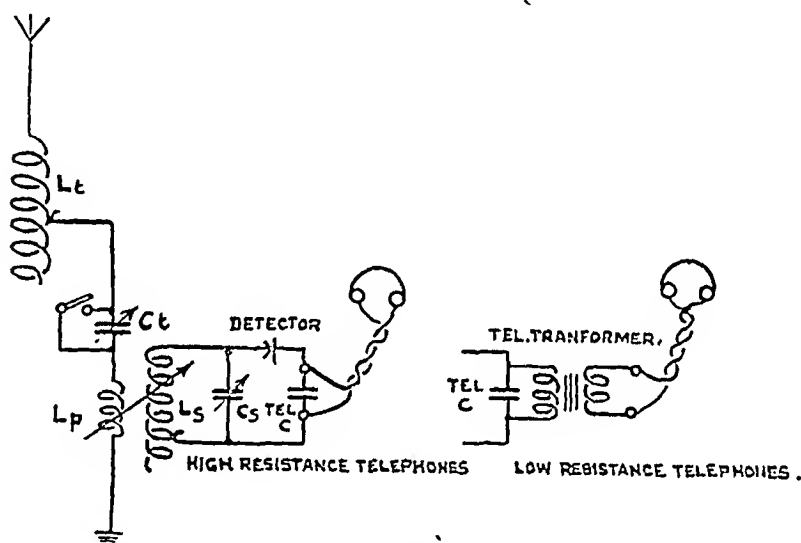 Lt
Ct
DETECTOR
TEL.TRANFORMER.
Lp
Ls
Cs
TEL
C
TEL
C
HIGH RESISTANCE TELEPHONES
LOW REBISTANCE TELEPHONES.